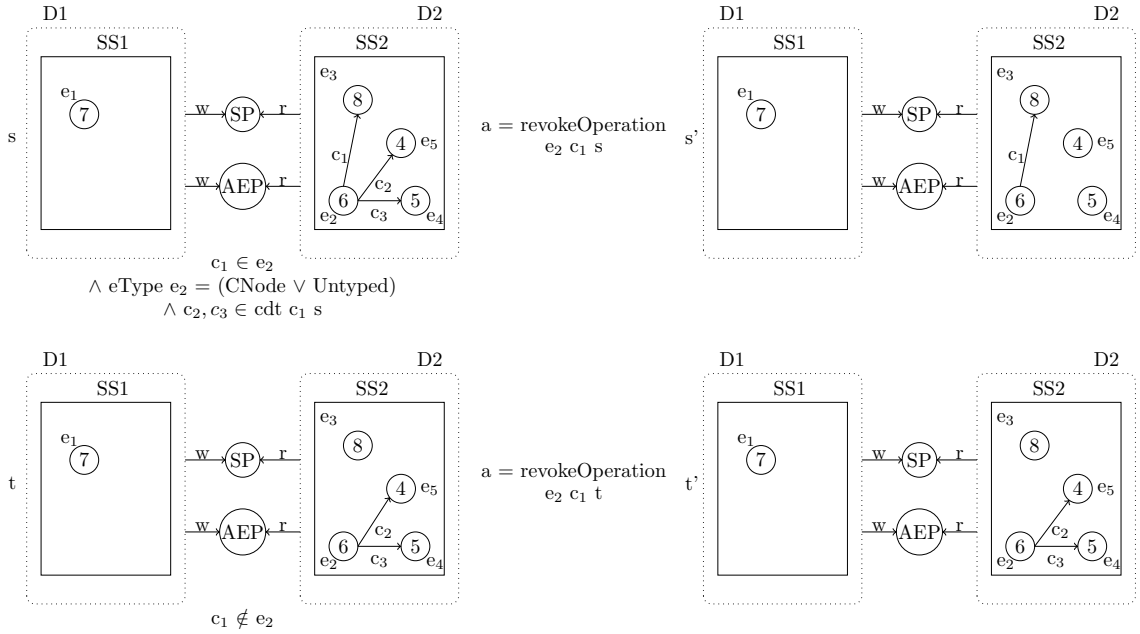 D1 D2 D1 D2
SS1 SS2 SS1 SS2
e3 e3
e1 8 e1 8
7 w SP r 4 a = revokeOperation 7 w SP r 4
s c1 e5 e2 c1 s s' c1 e5
w AEP r c2 w AEP r
6 c3 5 6 5
e2 e4 e2 e4
c1 ∈ e2
∧ eType e2 = (CNode ∨ Untyped)
∧ c2, c3 ∈ cdt c1 s
D1 D2 D1 D2
SS1 SS2 SS1 SS2
e3 e3
e1 8 e1 8
7 w SP r 7 w SP r
t 4 e5 a = revokeOperation t' 4 e5
e2 c1 t
w AEP r c2 w AEP r c2
6 c3 5 6 c3 5
e2 e4 e2 e4
c1 ∉ e2